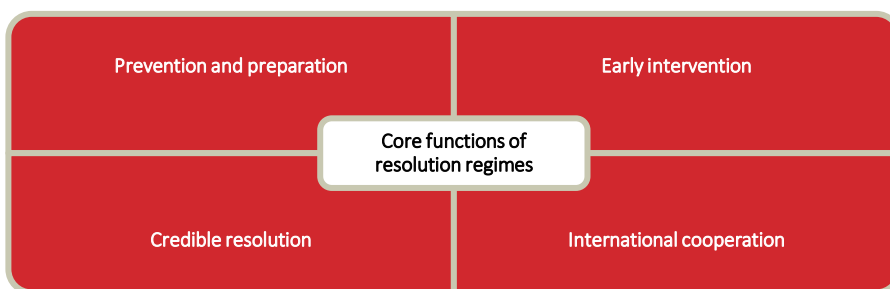 Prevention and preparation
Early intervention
Core functions of
resolution regimes
Credible resolution
International cooperation